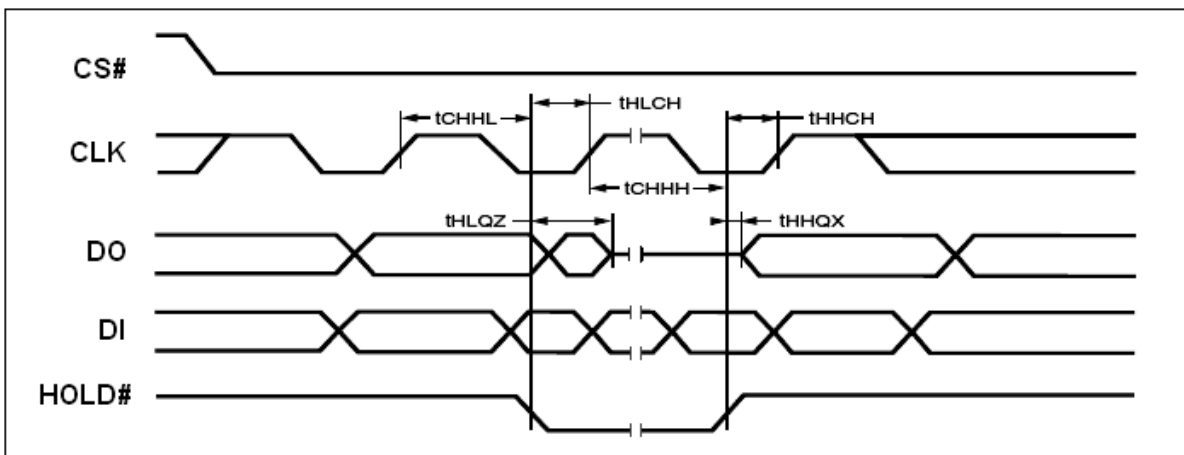 CS#
tCHHL
tHLCH
tHHCH
CLK
tCHHH
tHLQZ
tHHQX
DO
DI
HOLD#